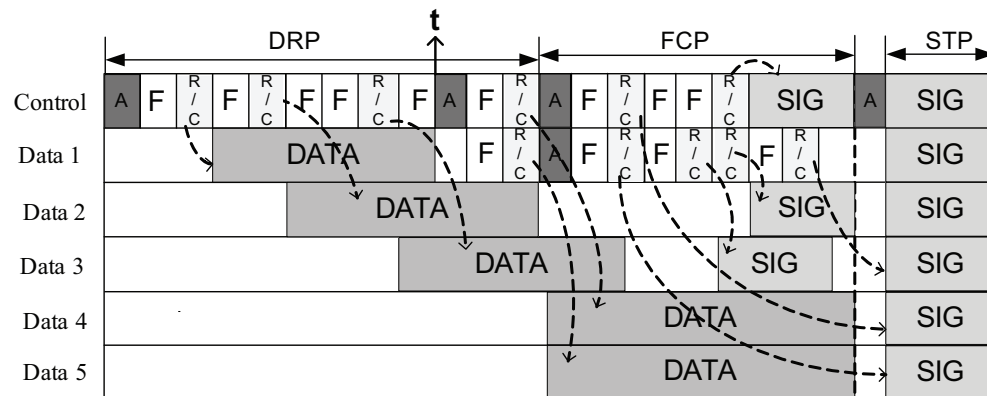 t
DRP FCP STP
Control A F R/C F R/C F F R/C F A F R/C A F R/C F F R/C SIG A SIG
Data 1 DATA F R/C A F R/C F R/C R/C F R/C SIG
Data 2 DATA SIG SIG
Data 3 DATA SIG SIG
Data 4 DATA SIG
Data 5 DATA SIG